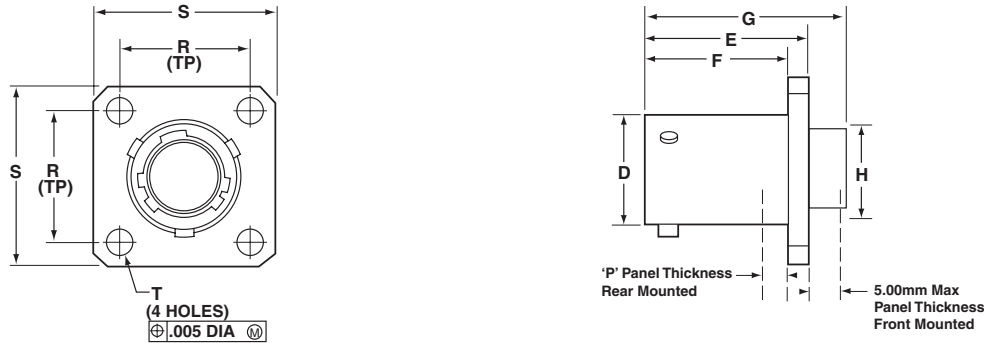 S
R
(TP)
S
R
(TP)
T
(4 HOLES)
⌖ .005 DIA Ⓜ
G
E
F
D
H
'P' Panel Thickness
Rear Mounted
5.00mm Max
Panel Thickness
Front Mounted